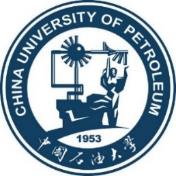 CHINA UNIVERSITY OF PETROLEUM
1953
中国石油大学